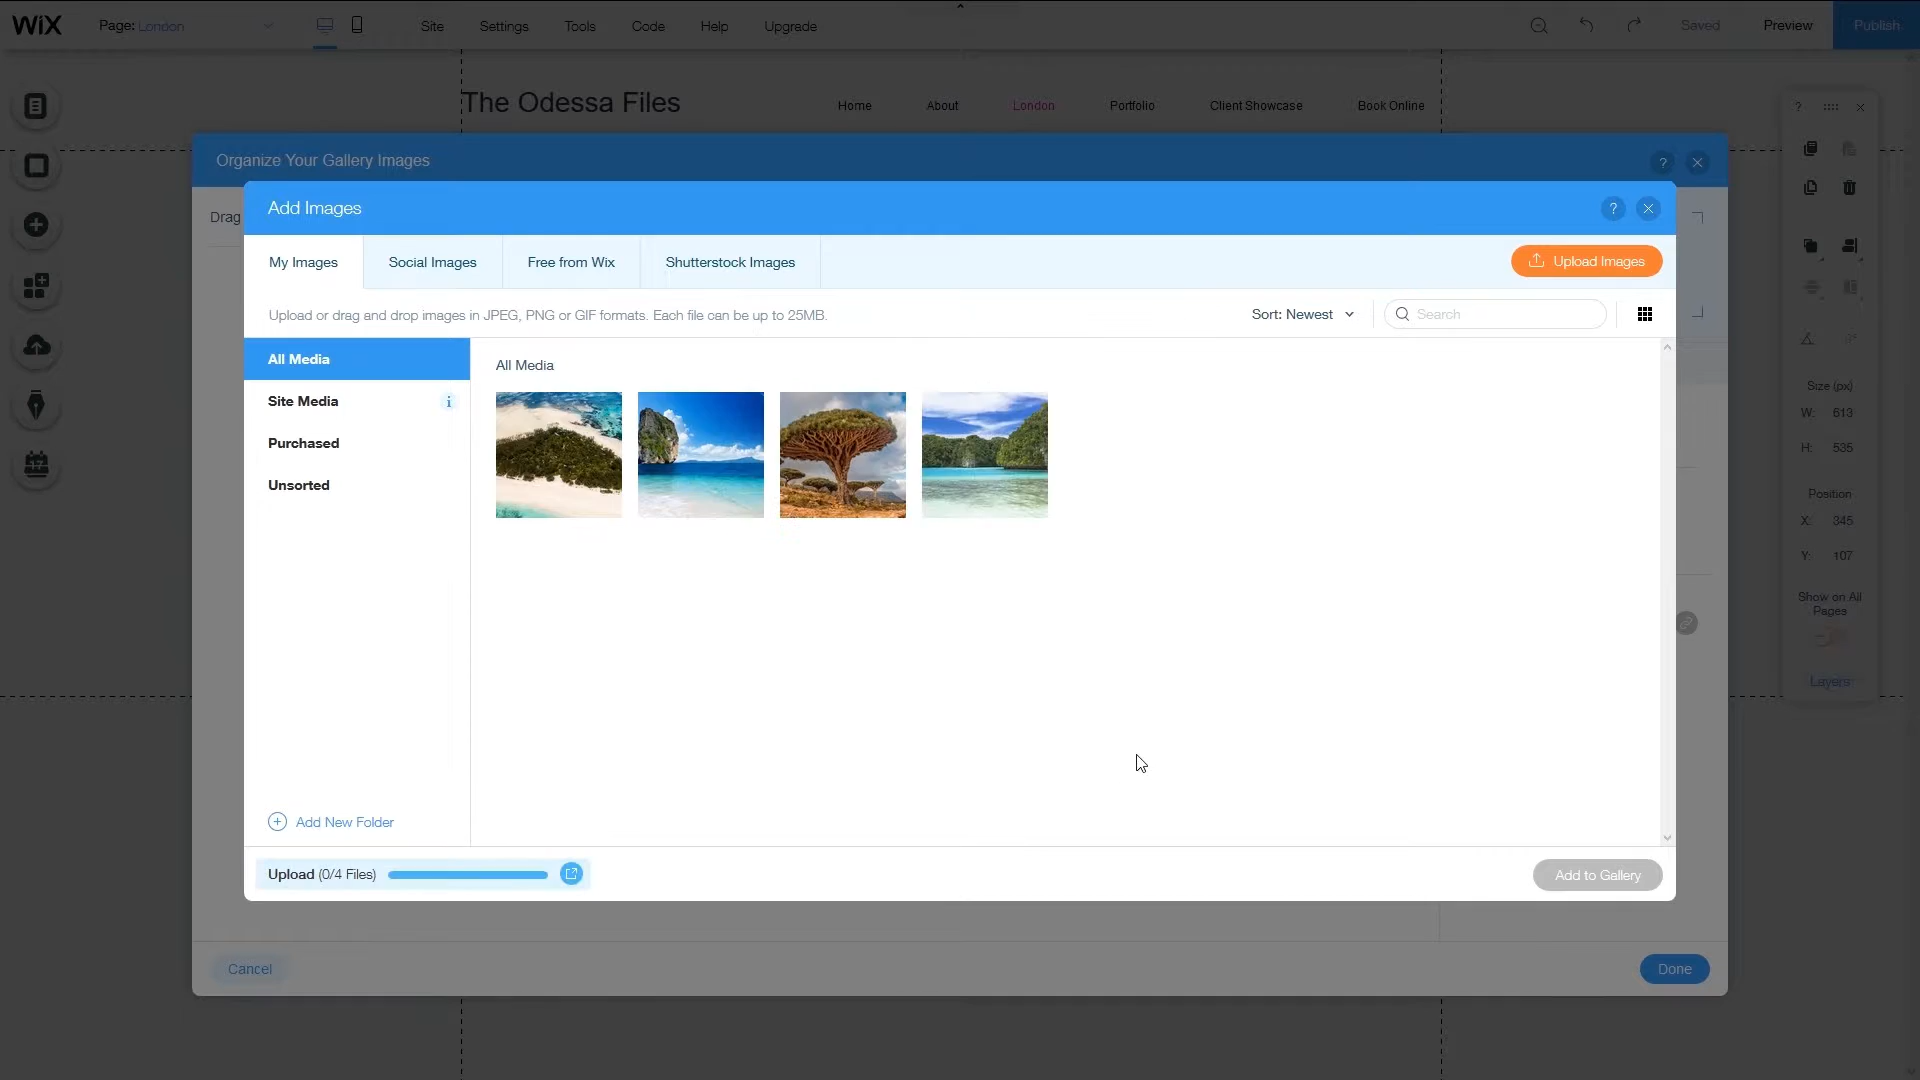 WiX Page: London Site Settings Tools Code Help Upgrade Saved Preview Publish
The Odessa Files Home About London Portfolio Client Showcase Book Online
Organize Your Gallery Images ? ×
Add Images ? ×
Drag
My Images Social Images Free from Wix Shutterstock Images Upload Images
Upload or drag and drop images in JPEG, PNG or GIF formats. Each file can be up to 25MB. Sort: Newest Search
All Media
Site Media i
Purchased
Unsorted
All Media
Add New Folder
Upload (0/4 Files) Add to Gallery
Cancel Done
?
Size (px)
W: 613
H: 535
Position
X: 345
Y: 107
Show on All
Pages
Layers